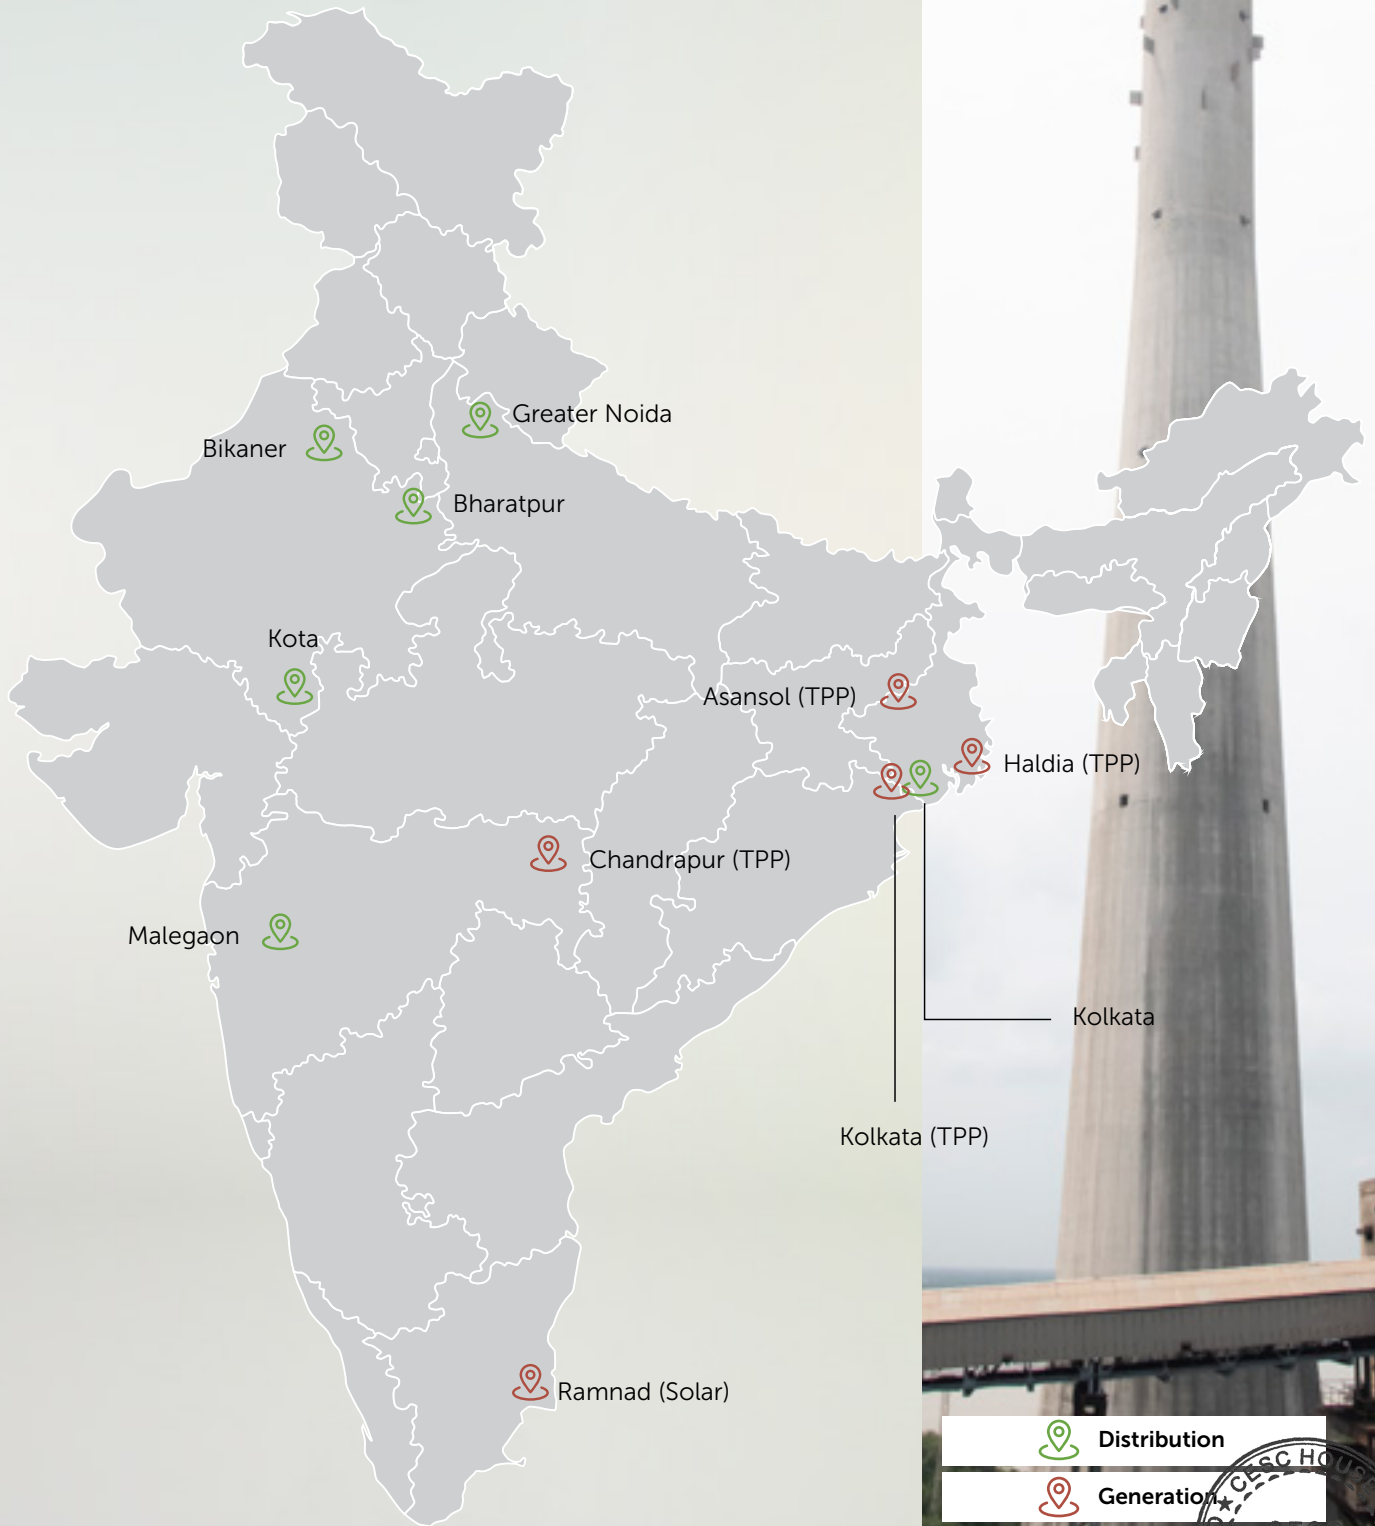 Greater Noida
Bikaner
Bharatpur
Kota
Asansol (TPP)
Haldia (TPP)
Chandrapur (TPP)
Malegaon
Kolkata
Kolkata (TPP)
Ramnad (Solar)
Distribution
Generation
CESC HOUSE